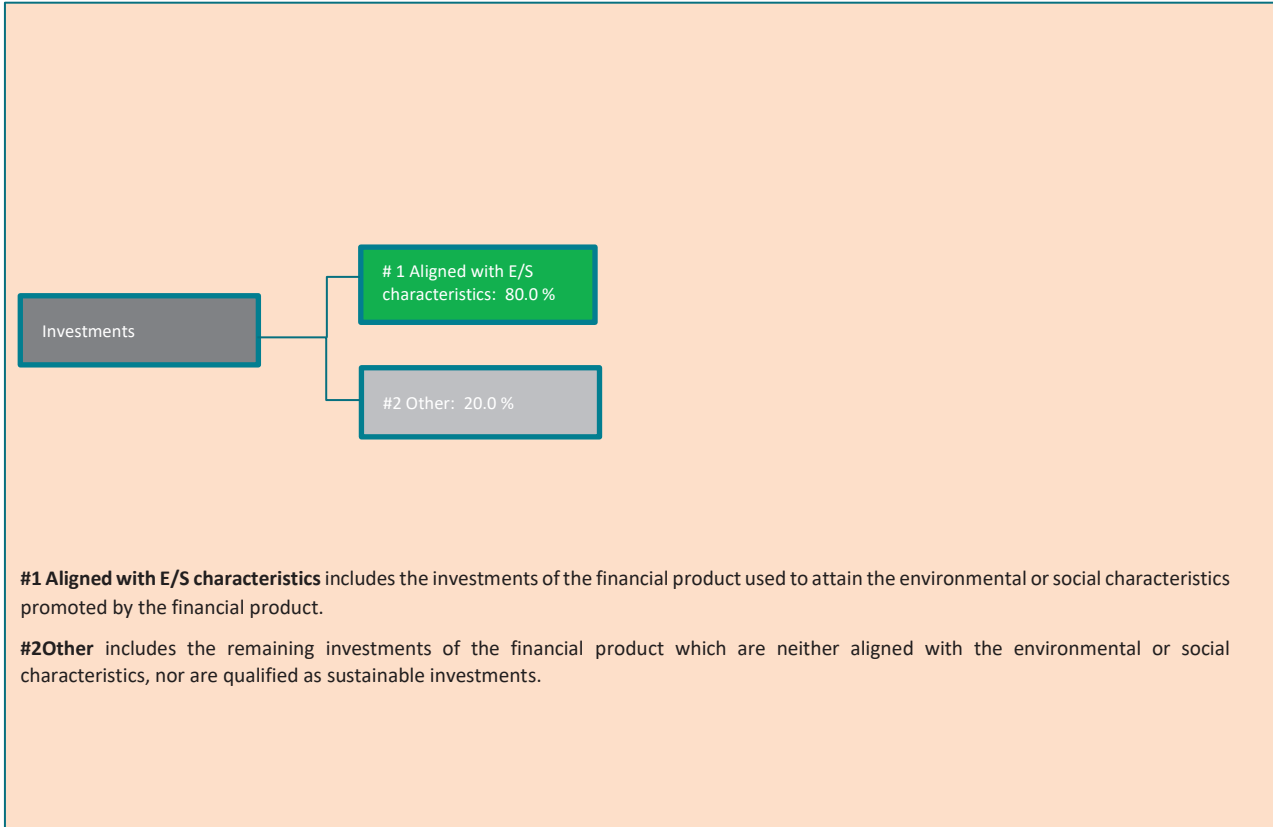 # 1 Aligned with E/S
characteristics: 80.0 %
Investments
#2 Other: 20.0 %
#1 Aligned with E/S characteristics includes the investments of the financial product used to attain the environmental or social characteristics
promoted by the financial product.
#2Other includes the remaining investments of the financial product which are neither aligned with the environmental or social
characteristics, nor are qualified as sustainable investments.